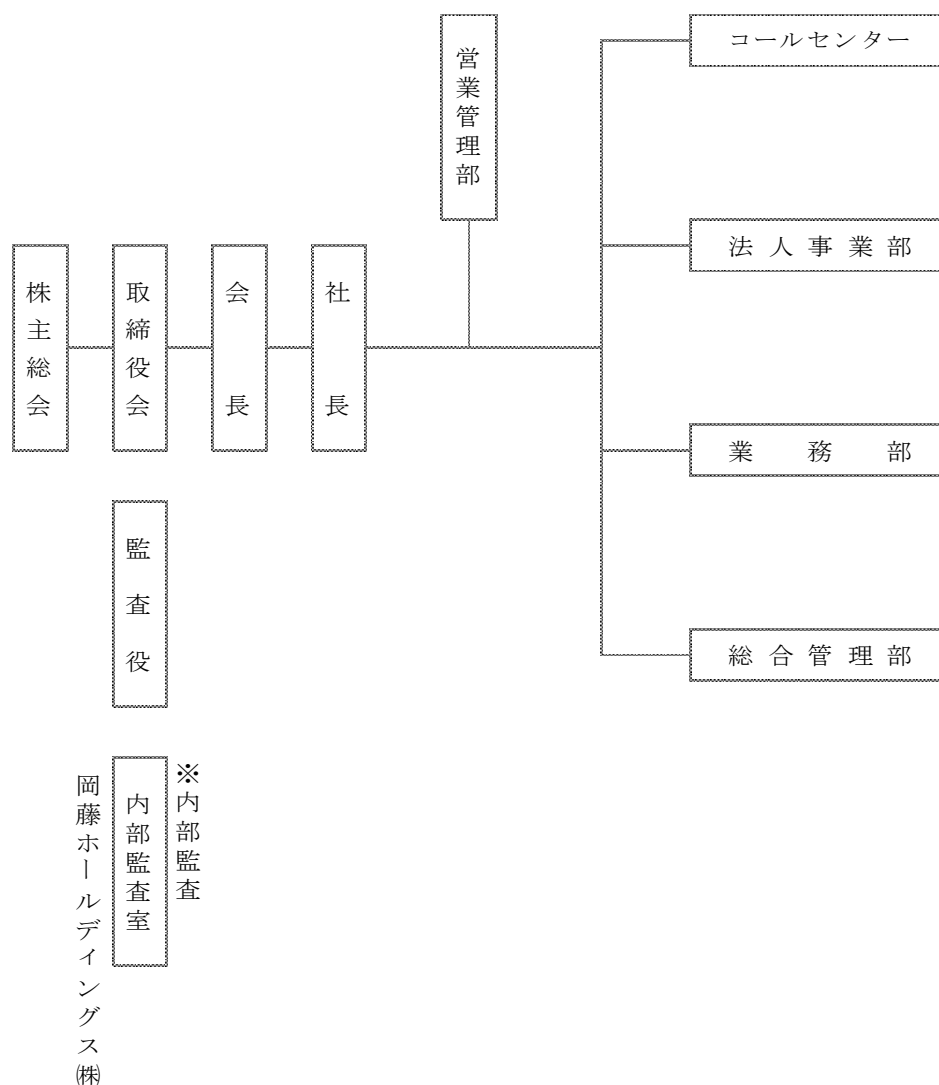 株主総会
取締役会
会長
社長
営業管理部
コールセンター
法人事業部
業務部
総合管理部
監査役
岡藤ホールディングス㈱
内部監査室
※内部監査